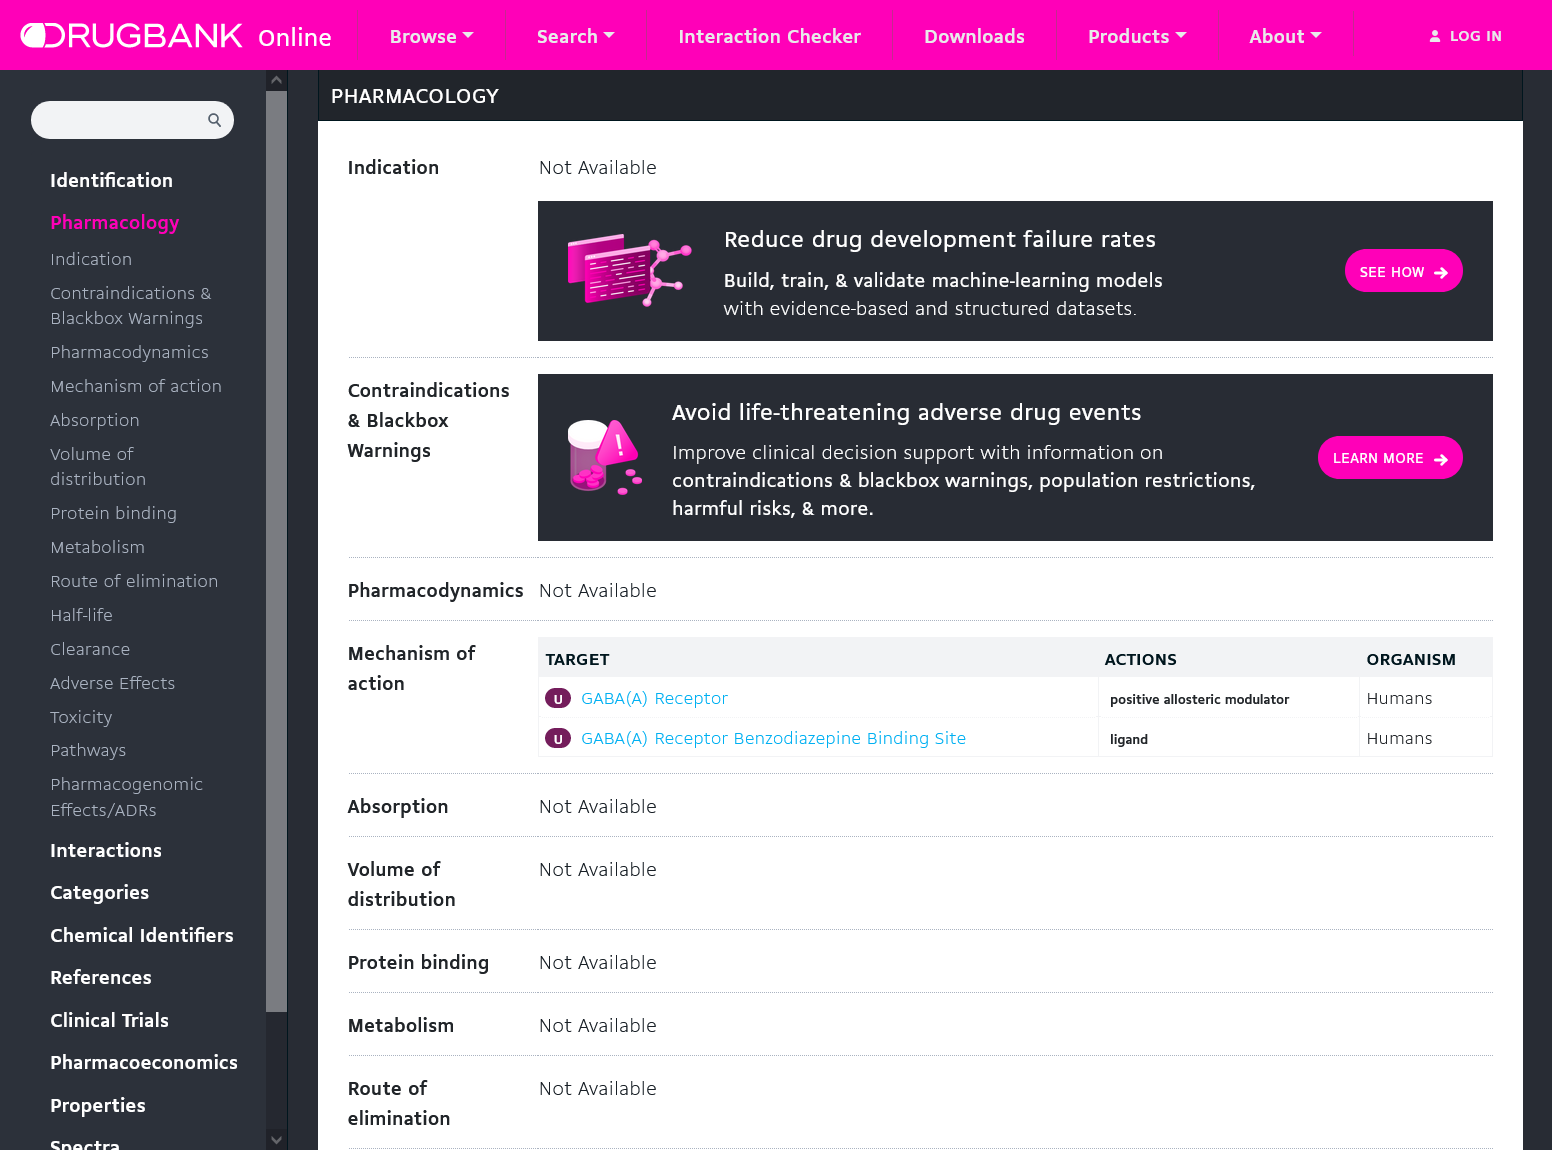 DRUGBANK Online
Browse
Search
Interaction Checker
Downloads
Products
About
LOG IN
Identification
Pharmacology
Indication
Contraindications &
Blackbox Warnings
Pharmacodynamics
Mechanism of action
Absorption
Volume of
distribution
Protein binding
Metabolism
Route of elimination
Half-life
Clearance
Adverse Effects
Toxicity
Pathways
Pharmacogenomic
Effects/ADRs
Interactions
Categories
Chemical Identifiers
References
Clinical Trials
Pharmacoeconomics
Properties
Spectra
PHARMACOLOGY
Indication
Not Available
Reduce drug development failure rates
Build, train, & validate machine-learning models
with evidence-based and structured datasets.
SEE HOW
Contraindications
& Blackbox
Warnings
Avoid life-threatening adverse drug events
Improve clinical decision support with information on
contraindications & blackbox warnings, population restrictions,
harmful risks, & more.
LEARN MORE
Pharmacodynamics
Not Available
Mechanism of
action
TARGET ACTIONS ORGANISM
U GABA(A) Receptor positive allosteric modulator Humans
U GABA(A) Receptor Benzodiazepine Binding Site ligand Humans
Absorption
Not Available
Volume of
distribution
Not Available
Protein binding
Not Available
Metabolism
Not Available
Route of
elimination
Not Available